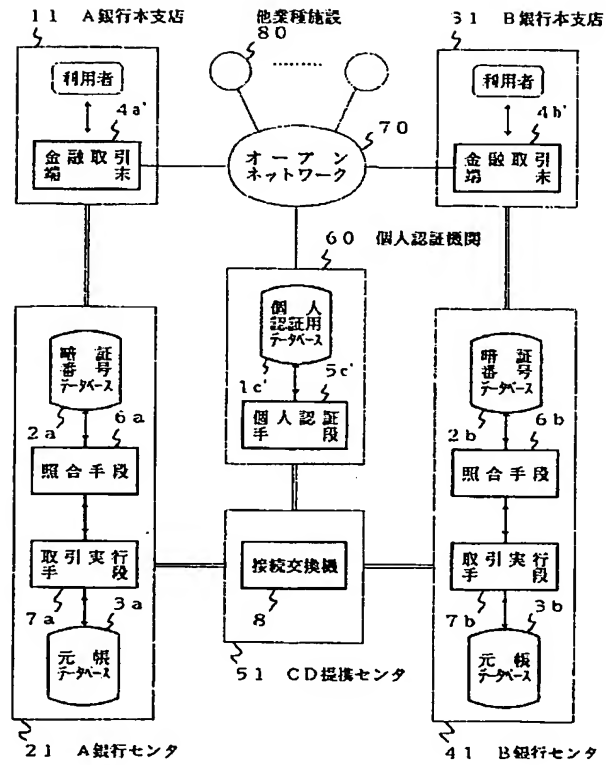 11 A銀行本支店
他業種施設
80
31 B銀行本支店
利用者
4a'
金融取引
端末
70
オープン
ネットワーク
利用者
4b'
金融取引
端末
60 個人認証機関
個人
認証用
データベース
1c'
5c'
個人認証
手段
暗証
番号
データベース
2a
6a
照合手段
取引実行
手段
7a
3a
元帳
データベース
暗証
番号
データベース
2b
6b
照合手段
取引実行
手段
7b
3b
元帳
データベース
接続交換機
8
51 CD提携センタ
21 A銀行センタ
41 B銀行センタ